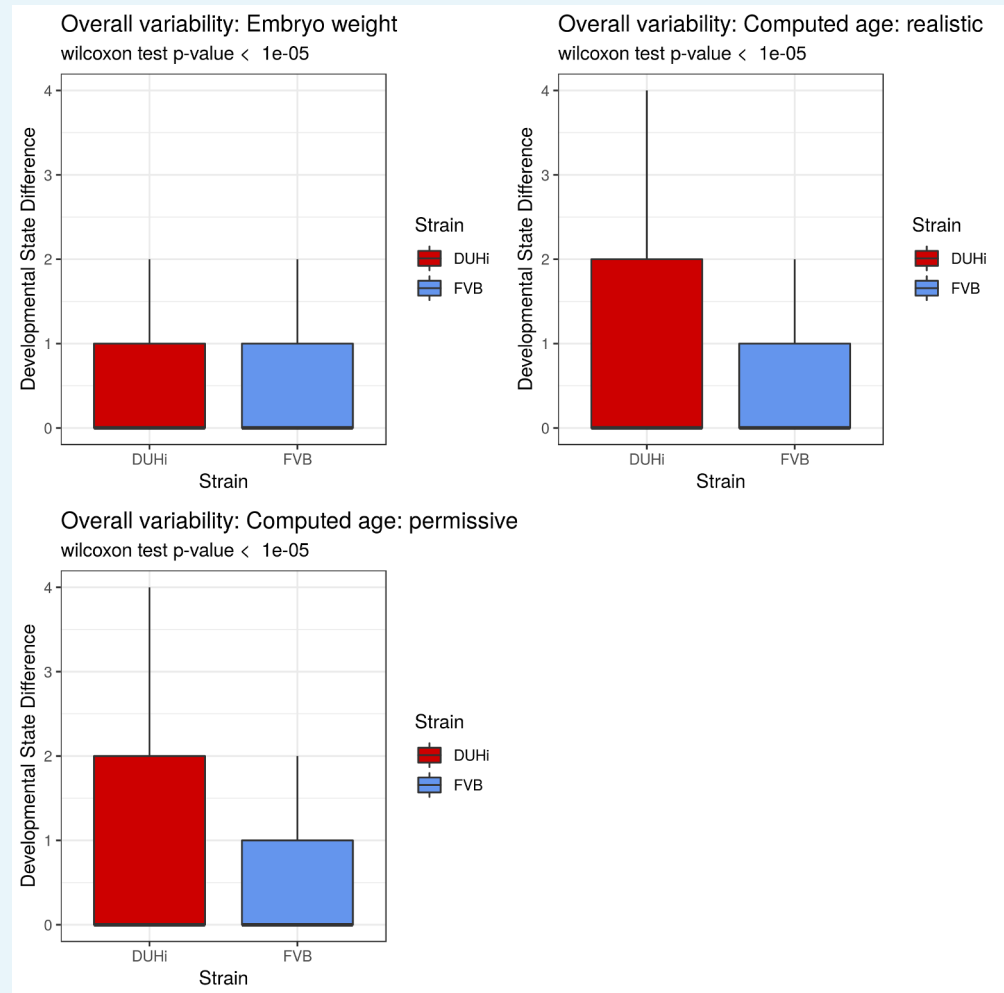 Overall variability: Embryo weight
wilcoxon test p-value < 1e-05
4
3
2
1
0
Developmental State Difference
DUHi
FVB
Strain
Strain
DUHi
FVB
Overall variability: Computed age: realistic
wilcoxon test p-value < 1e-05
4
3
2
1
0
Developmental State Difference
DUHi
FVB
Strain
Strain
DUHi
FVB
Overall variability: Computed age: permissive
wilcoxon test p-value < 1e-05
4
3
2
1
0
Developmental State Difference
DUHi
FVB
Strain
Strain
DUHi
FVB